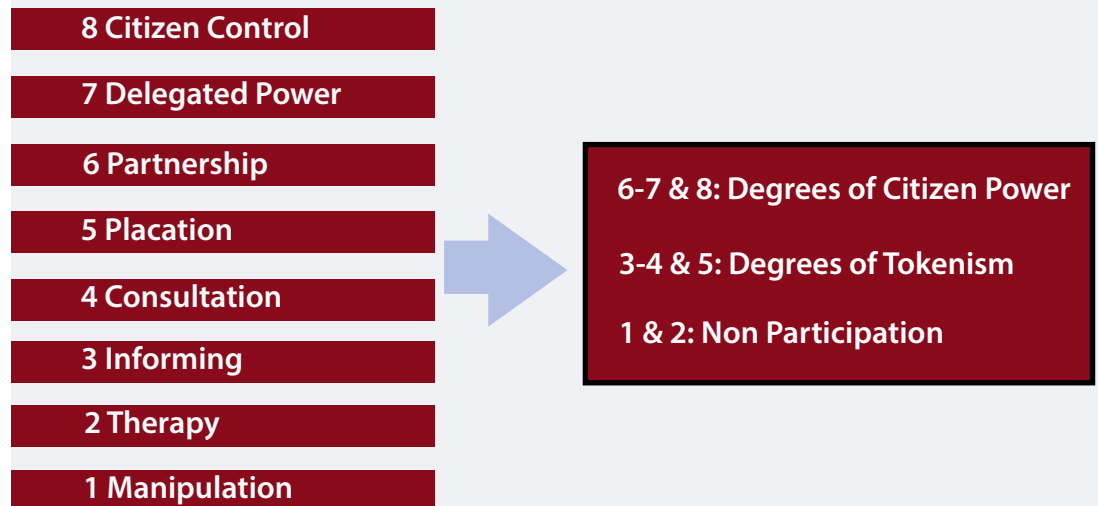 8 Citizen Control
7 Delegated Power
6 Partnership
5 Placation
4 Consultation
3 Informing
2 Therapy
1 Manipulation
6-7 & 8: Degrees of Citizen Power
3-4 & 5: Degrees of Tokenism
1 & 2: Non Participation